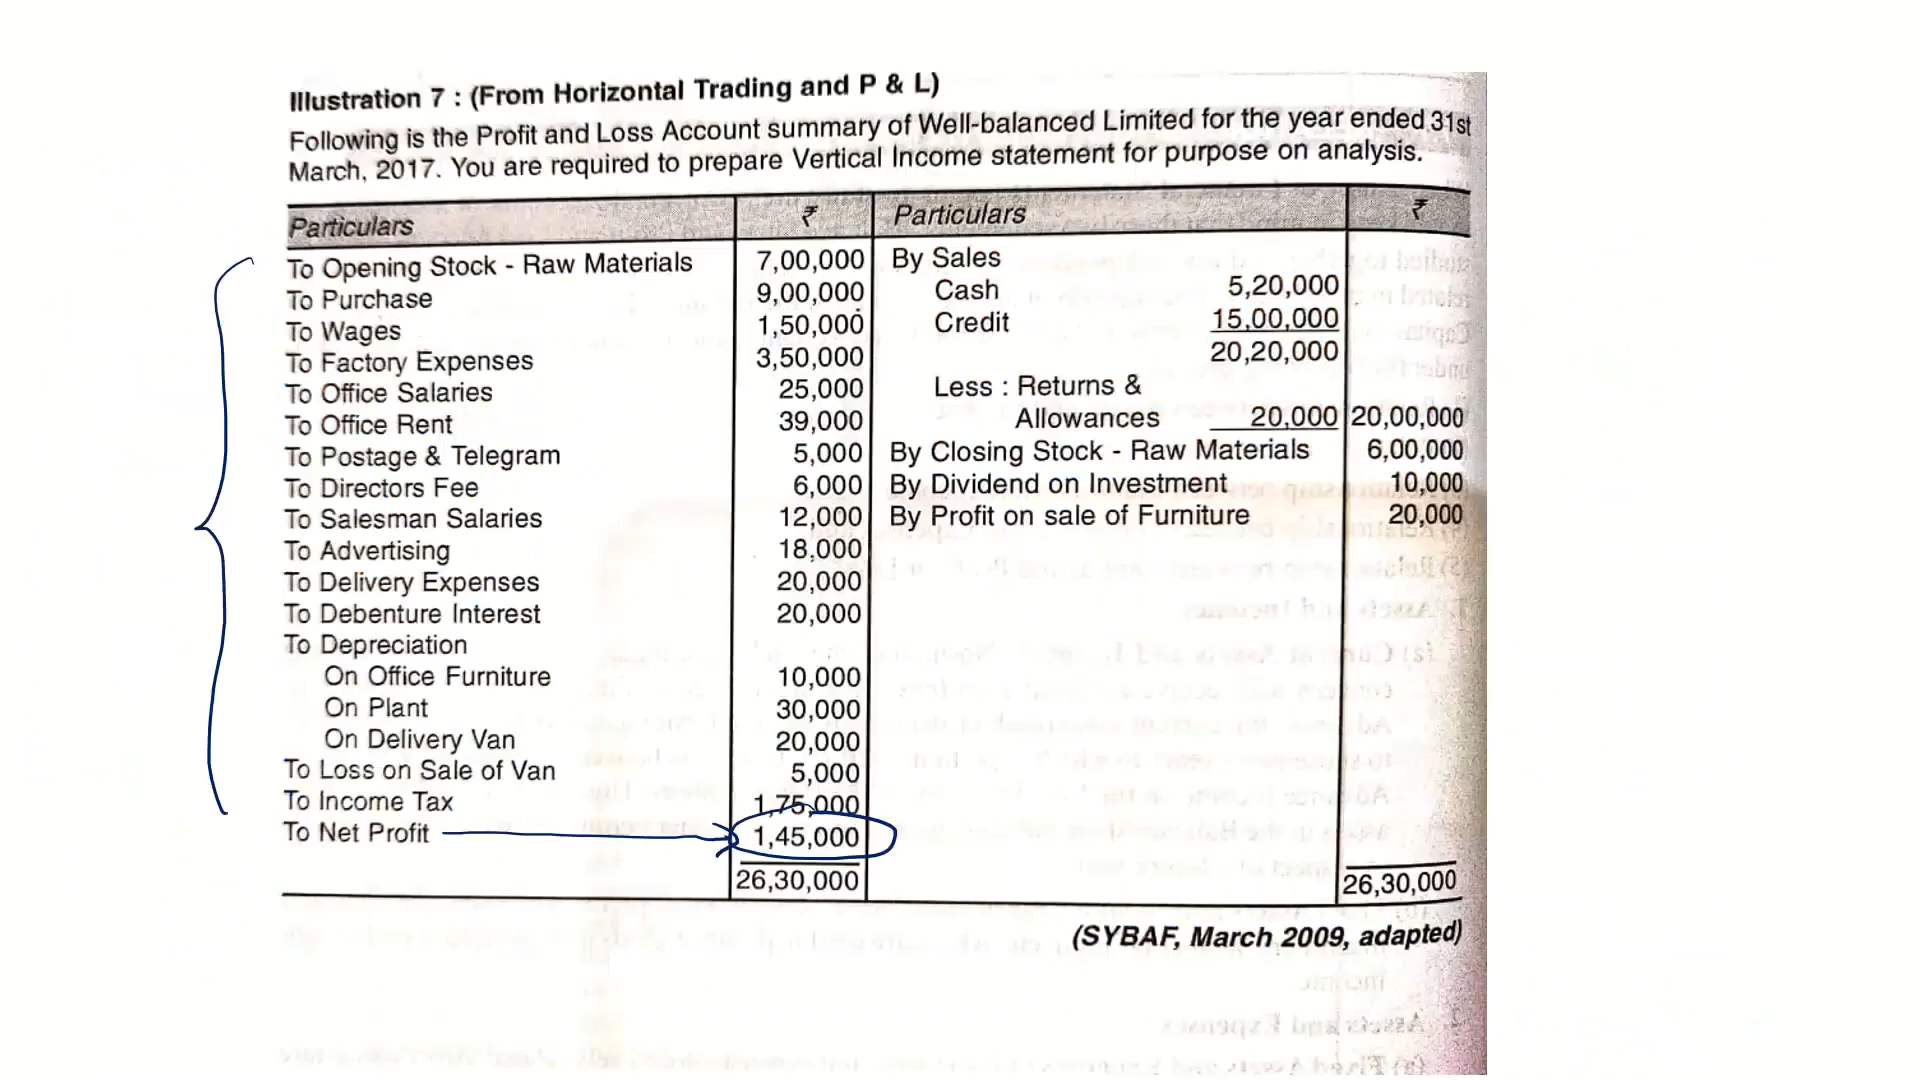 Illustration 7 : (From Horizontal Trading and P & L)
Following is the Profit and Loss Account summary of Well-balanced Limited for the year ended 31st
March, 2017. You are required to prepare Vertical Income statement for purpose on analysis.
Particulars ₹ Particulars ₹
To Opening Stock - Raw Materials 7,00,000 By Sales
To Purchase 9,00,000 Cash 5,20,000
To Wages 1,50,000 Credit 15,00,000
To Factory Expenses 3,50,000 20,20,000
To Office Salaries 25,000 Less : Returns &
To Office Rent 39,000 Allowances 20,000 20,00,000
To Postage & Telegram 5,000 By Closing Stock - Raw Materials 6,00,000
To Directors Fee 6,000 By Dividend on Investment 10,000
To Salesman Salaries 12,000 By Profit on sale of Furniture 20,000
To Advertising 18,000
To Delivery Expenses 20,000
To Debenture Interest 20,000
To Depreciation
On Office Furniture 10,000
On Plant 30,000
On Delivery Van 20,000
To Loss on Sale of Van 5,000
To Income Tax 1,75,000
To Net Profit 1,45,000
26,30,000 26,30,000
(SYBAF, March 2009, adapted)